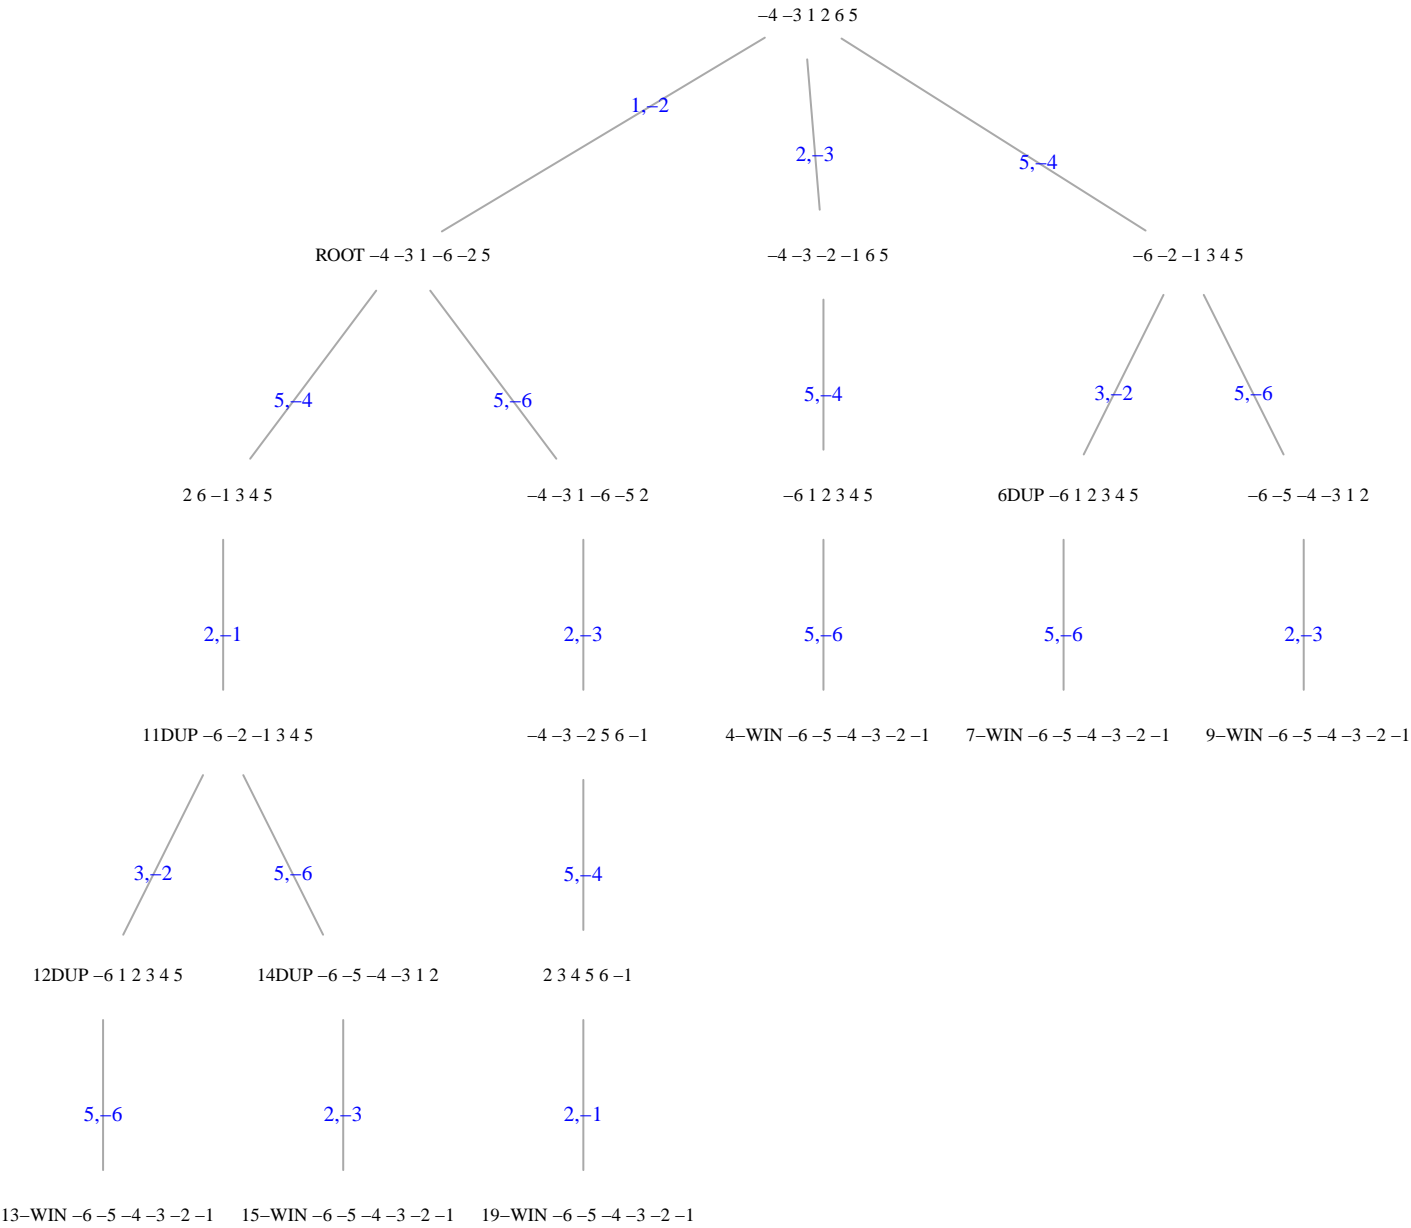 –4 –3 1 2 6 5
1,–2
2,–3
5,–4
ROOT –4 –3 1 –6 –2 5
–4 –3 –2 –1 6 5
–6 –2 –1 3 4 5
5,–4
5,–6
5,–4
3,–2
5,–6
2 6 –1 3 4 5
–4 –3 1 –6 –5 2
–6 1 2 3 4 5
6DUP –6 1 2 3 4 5
–6 –5 –4 –3 1 2
2,–1
2,–3
5,–6
5,–6
2,–3
11DUP –6 –2 –1 3 4 5
–4 –3 –2 5 6 –1
4–WIN –6 –5 –4 –3 –2 –1
7–WIN –6 –5 –4 –3 –2 –1
9–WIN –6 –5 –4 –3 –2 –1
3,–2
5,–6
5,–4
12DUP –6 1 2 3 4 5
14DUP –6 –5 –4 –3 1 2
2 3 4 5 6 –1
5,–6
2,–3
2,–1
13–WIN –6 –5 –4 –3 –2 –1
15–WIN –6 –5 –4 –3 –2 –1
19–WIN –6 –5 –4 –3 –2 –1